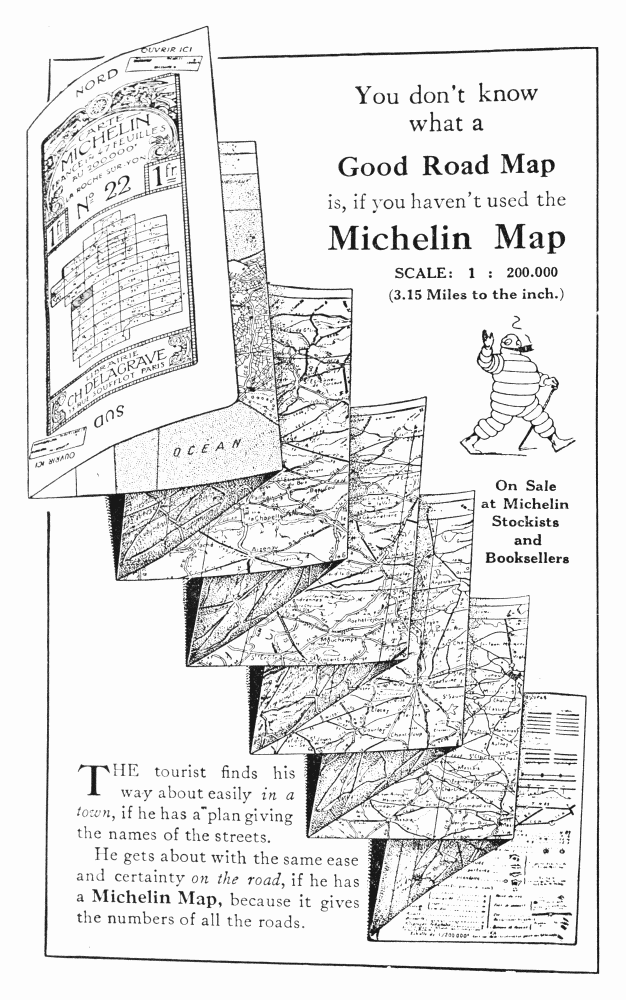 OUVRIR ICI
NORD
CARTE
MICHELIN
EN 47 FEUILLES
AU 200.000e
LA ROCHE SUR YON
1fr No 22 1fr
LIBRAIRIE
CH. DELAGRAVE
15 RUE SOUFFLOT PARIS
SUD
OUVRIR ICI
OCEAN
You don't know
what a
Good Road Map
is, if you haven't used the
Michelin Map
SCALE: 1 : 200.000
(3.15 Miles to the inch.)
On Sale
at Michelin
Stockists
and
Booksellers
THE tourist finds his
way about easily in a
town, if he has a plan giving
the names of the streets.
He gets about with the same ease
and certainty on the road, if he has
a Michelin Map, because it gives
the numbers of all the roads.